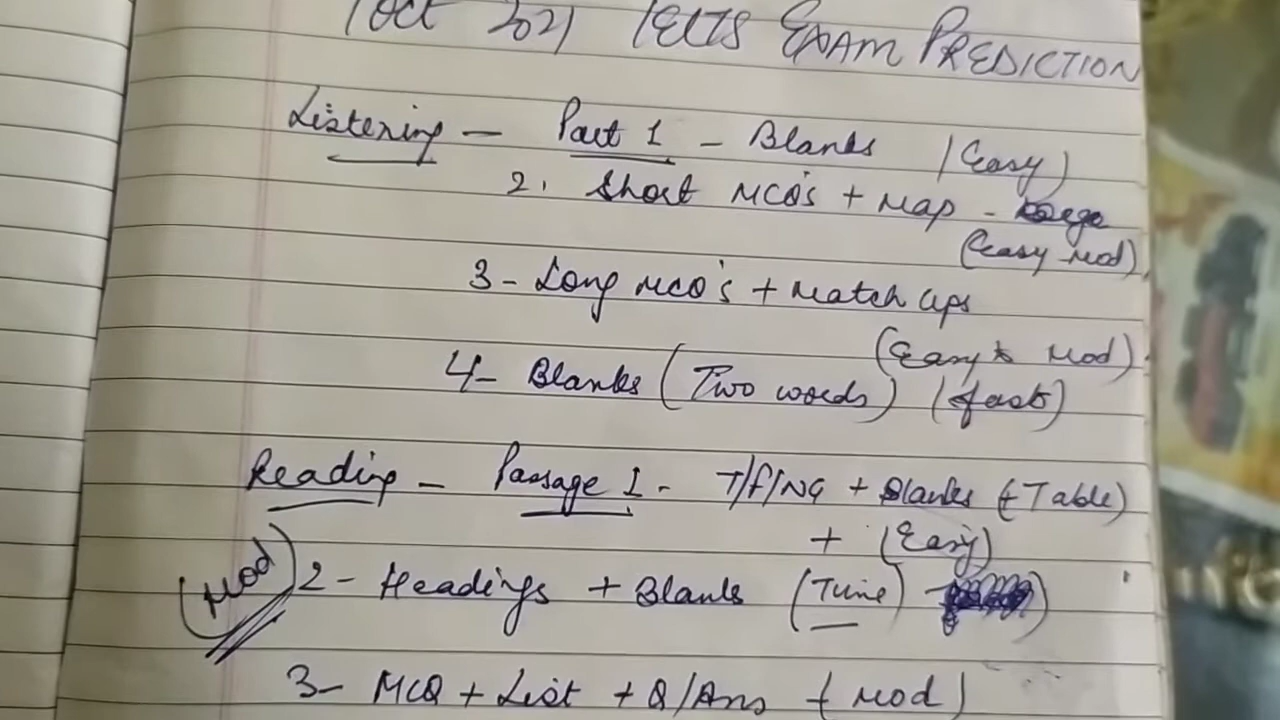 1 Oct 2021 IELTS EXAM PREDICTION
Listening - Part 1 - Blanks (Easy)
2. Short MCQ's + Map -
(Easy Mod)
3 - Long MCQ's + Match ups
(Easy to Mod)
4 - Blanks (Two words) (fast)
Reading - Passage 1 - T/F/NG + Blanks (+ Table)
+ (Easy)
(Mod) 2 - Headings + Blanks (Time)
3 - MCQ + List + Q/Ans (Mod)